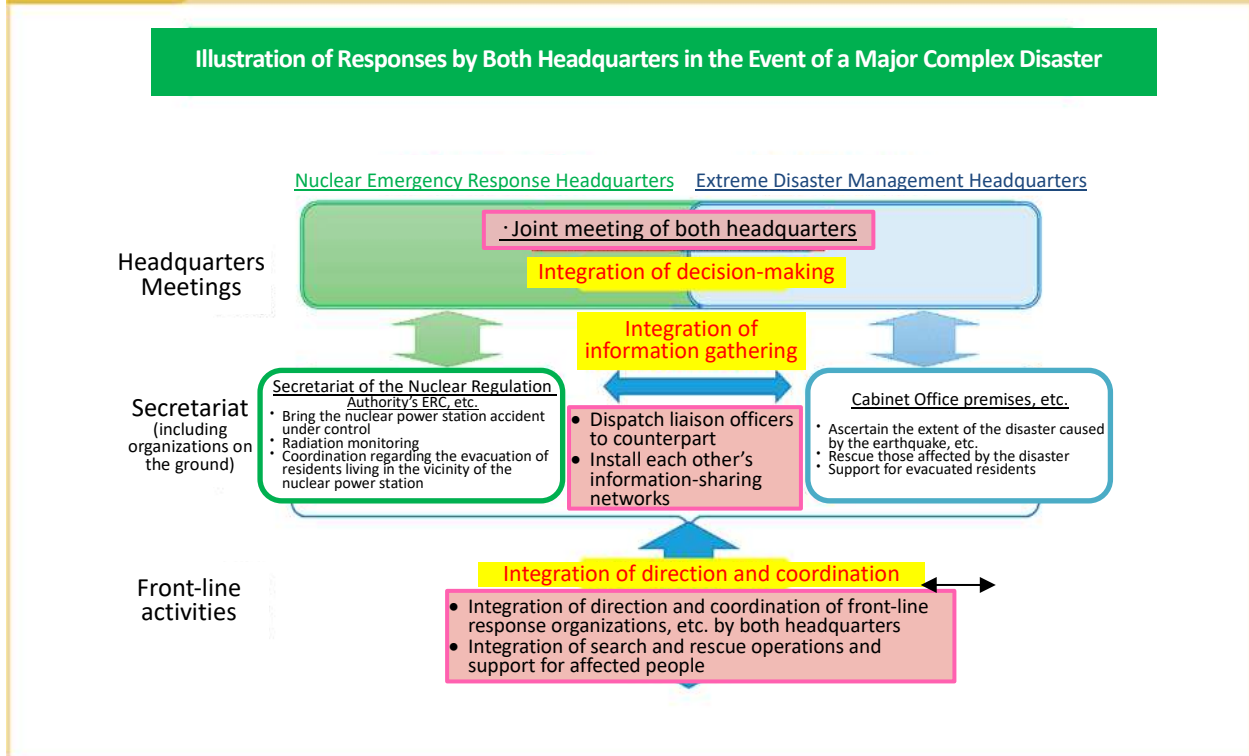 Illustration of Responses by Both Headquarters in the Event of a Major Complex Disaster
Nuclear Emergency Response Headquarters
Extreme Disaster Management Headquarters
Headquarters
Meetings
・Joint meeting of both headquarters
Integration of decision-making
Integration of
information gathering
Secretariat
(including
organizations on
the ground)
Secretariat of the Nuclear Regulation
Authority's ERC, etc.
・ Bring the nuclear power station accident
under control
・ Radiation monitoring
・ Coordination regarding the evacuation of
residents living in the vicinity of the
nuclear power station
• Dispatch liaison officers
to counterpart
• Install each other's
information-sharing
networks
Cabinet Office premises, etc.
・ Ascertain the extent of the disaster caused
by the earthquake, etc.
・ Rescue those affected by the disaster
・ Support for evacuated residents
Front-line
activities
Integration of direction and coordination
• Integration of direction and coordination of front-line
response organizations, etc. by both headquarters
• Integration of search and rescue operations and
support for affected people